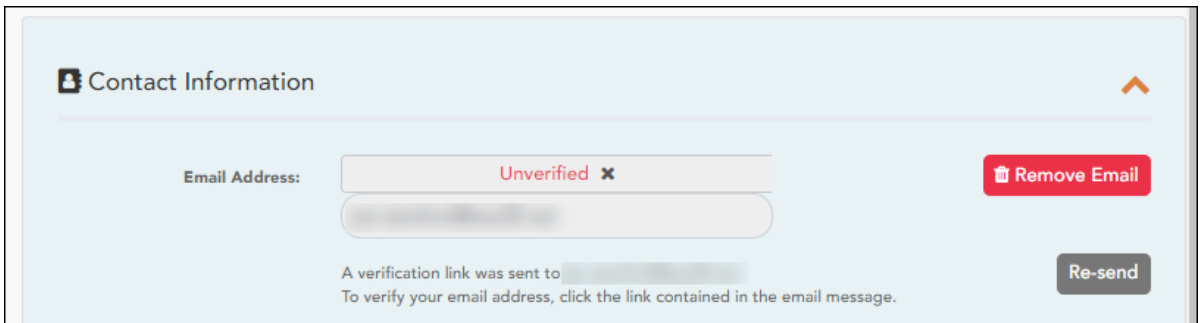 Contact Information
Email Address:
Unverified ✖
Remove Email
A verification link was sent to
To verify your email address, click the link contained in the email message.
Re-send